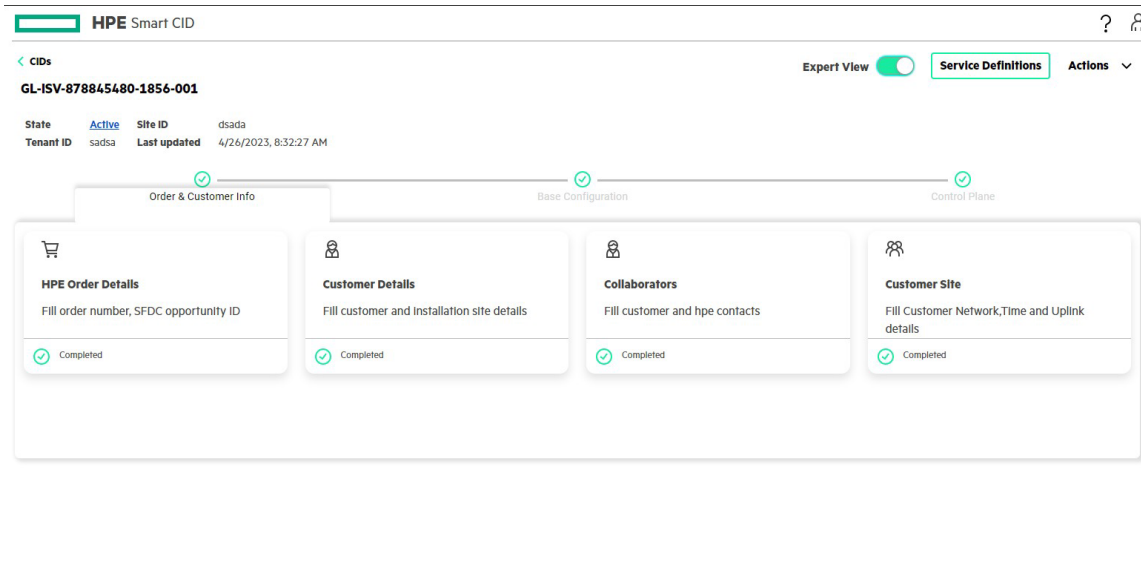 HPE Smart CID
?
< CIDs
Expert View
Service Definitions
Actions
GL-ISV-878845480-1856-001
State Active Site ID dsada
Tenant ID sadsa Last updated 4/26/2023, 8:32:27 AM
Order & Customer Info
Base Configuration
Control Plane
HPE Order Details
Fill order number, SFDC opportunity ID
Completed
Customer Details
Fill customer and Installation site details
Completed
Collaborators
Fill customer and hpe contacts
Completed
Customer Site
Fill Customer Network,Time and Uplink
details
Completed